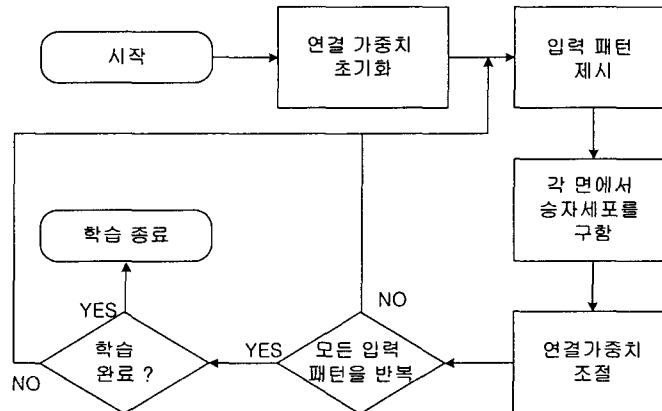 시작
연결 가중치
초기화
입력 패턴
제시
각 면에서
승자세포를
구함
연결가중치
조절
모든 입력
패턴을 반복
NO
YES
학습
완료 ?
NO
YES
학습 종료